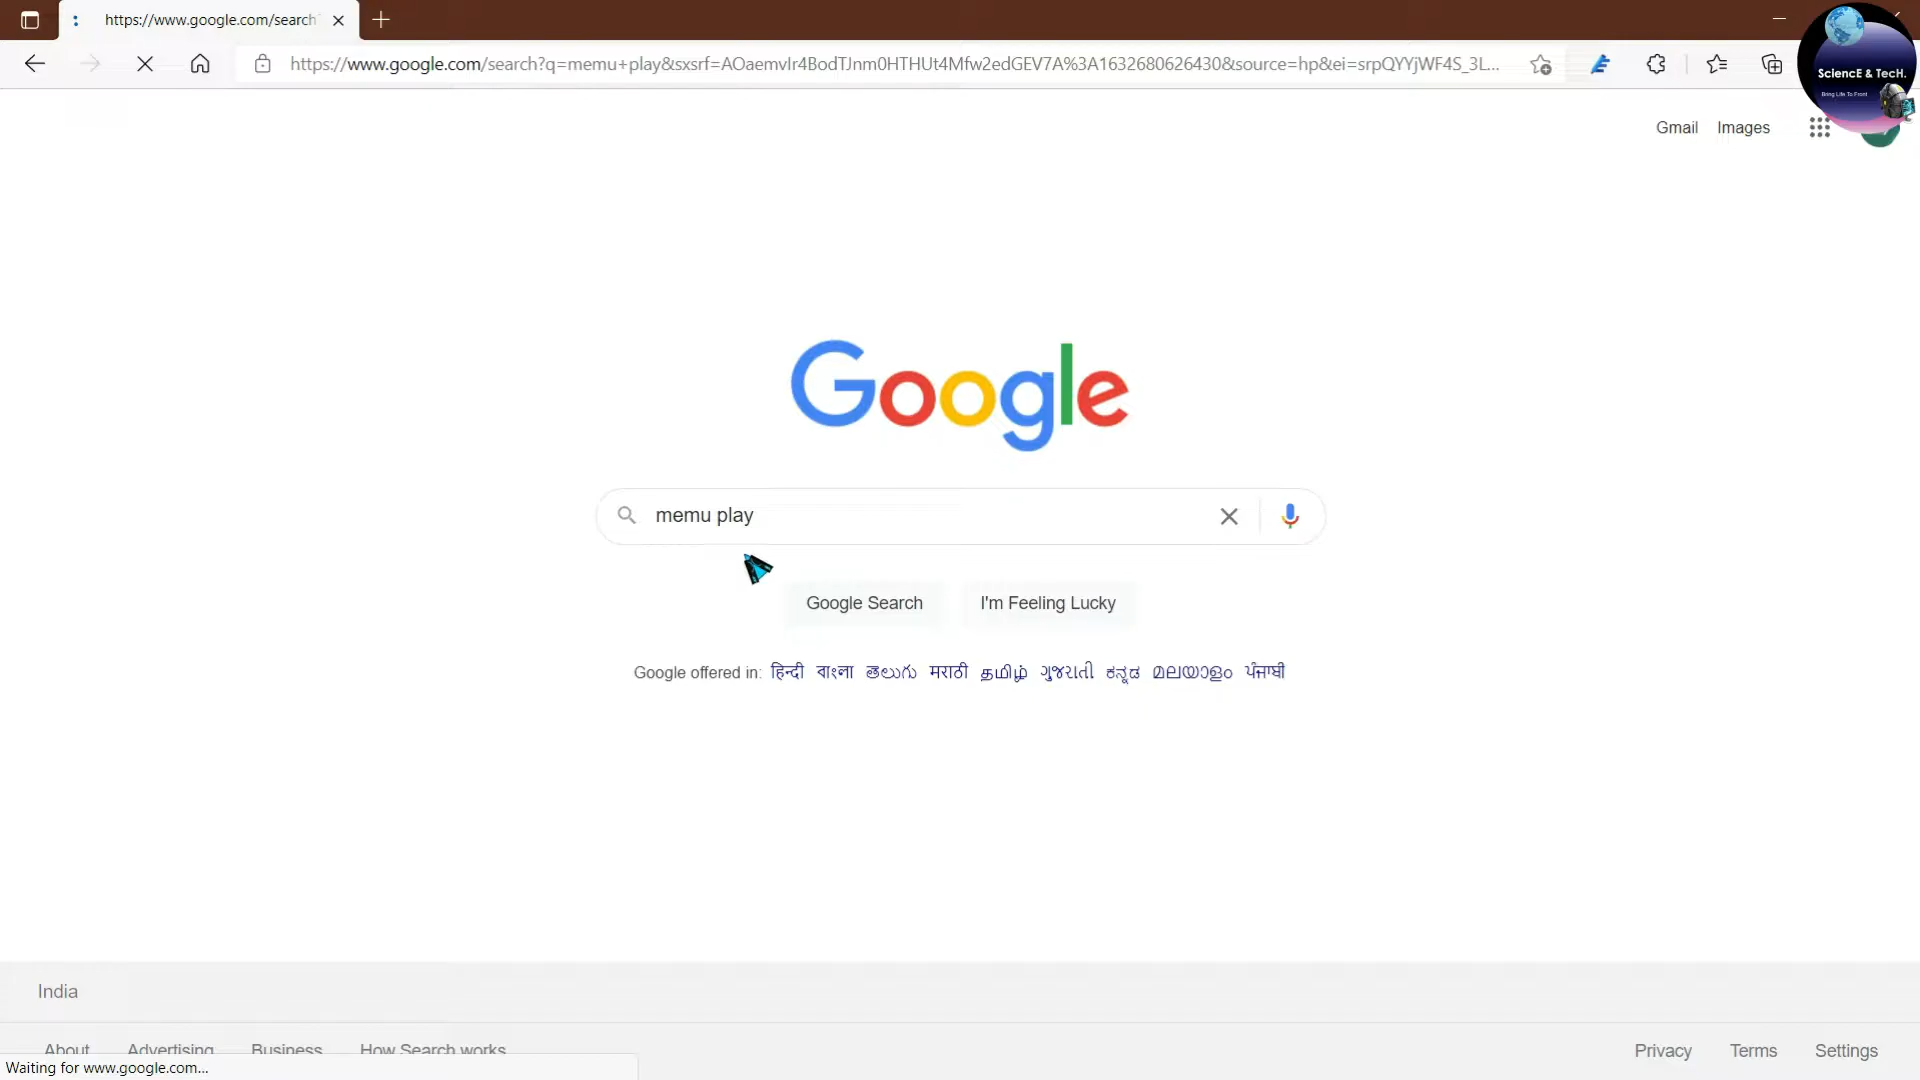 https://www.google.com/search
https://www.google.com/search?q=memu+play&sxsrf=AOaemvIr4BodTJnm0HTHUt4Mfw2edGEV7A%3A1632680626430&source=hp&ei=srpQYYjWF4S_3L...
SciencE & TecH.
Bring Life To Front
Gmail Images
Google
memu play
Google Search I'm Feeling Lucky
Google offered in: हिन्दी বাংলা తెలుగు मराठी தமிழ் ગુજરાતી ಕನ್ನಡ മലയാളം ਪੰਜਾਬੀ
India
About Advertising Business How Search works
Privacy Terms Settings
Waiting for www.google.com...